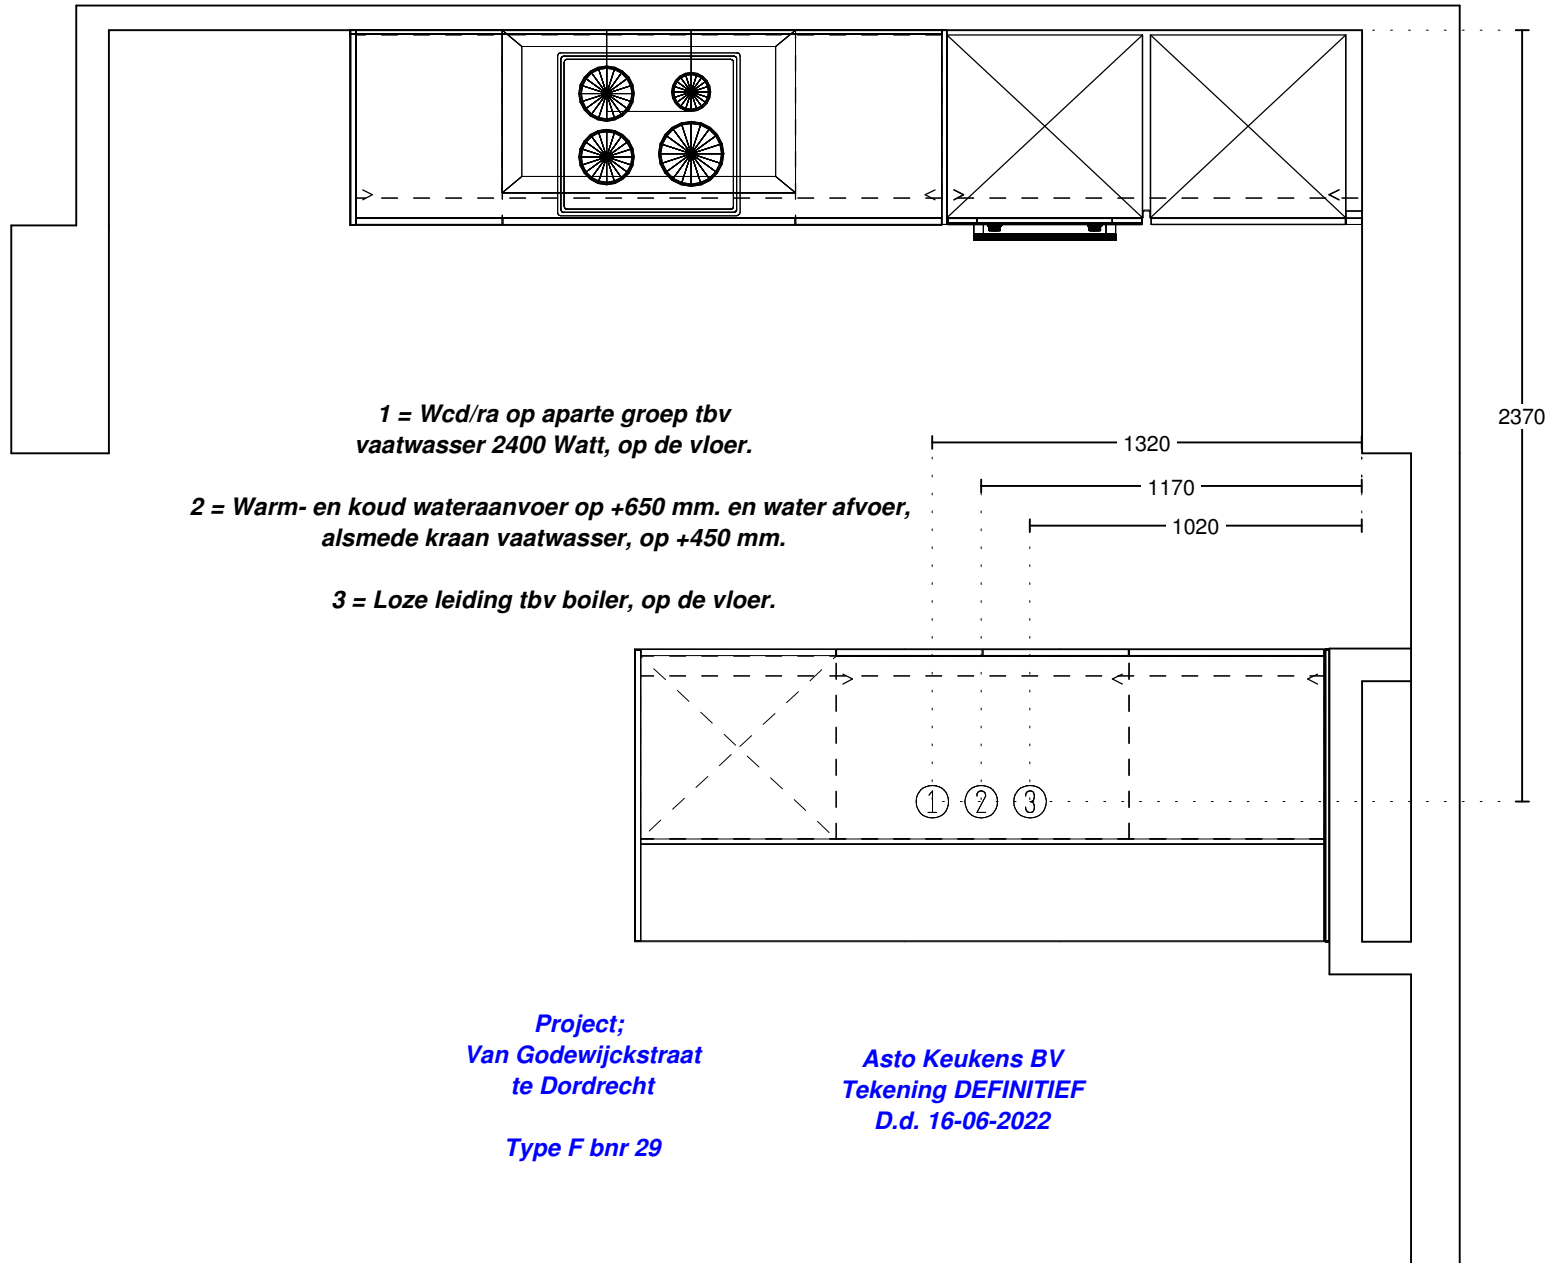 1 = Wcd/ra op aparte groep tbv
vaatwasser 2400 Watt, op de vloer.
2 = Warm- en koud wateraanvoer op +650 mm. en water afvoer,
alsmede kraan vaatwasser, op +450 mm.
3 = Loze leiding tbv boiler, op de vloer.
2370
1320
1170
1020
1
2
3
Project;
Van Godewijckstraat
te Dordrecht
Type F bnr 29
Asto Keukens BV
Tekening DEFINITIEF
D.d. 16-06-2022